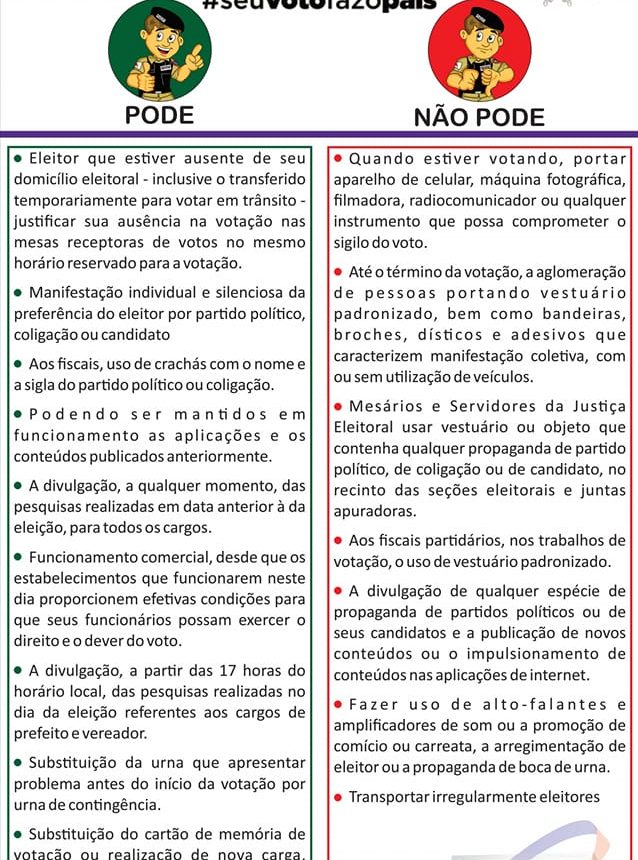 #seuvotofazopaís
PODE
NÃO PODE
• Eleitor que estiver ausente de seu
domicílio eleitoral - inclusive o transferido
temporariamente para votar em trânsito -
justificar sua ausência na votação nas
mesas receptoras de votos no mesmo
horário reservado para a votação.
• Manifestação individual e silenciosa da
preferência do eleitor por partido político,
coligação ou candidato
• Aos fiscais, uso de crachás com o nome e
a sigla do partido político ou coligação.
• Podendo ser mantidos em
funcionamento as aplicações e os
conteúdos publicados anteriormente.
• A divulgação, a qualquer momento, das
pesquisas realizadas em data anterior à da
eleição, para todos os cargos.
• Funcionamento comercial, desde que os
estabelecimentos que funcionarem neste
dia proporcionem efetivas condições para
que seus funcionários possam exercer o
direito e o dever do voto.
• A divulgação, a partir das 17 horas do
horário local, das pesquisas realizadas no
dia da eleição referentes aos cargos de
prefeito e vereador.
• Substituição da urna que apresentar
problema antes do início da votação por
urna de contingência.
• Substituição do cartão de memória de
votação ou realização de nova carga,
• Quando estiver votando, portar
aparelho de celular, máquina fotográfica,
filmadora, radiocomunicador ou qualquer
instrumento que possa comprometer o
sigilo do voto.
• Até o término da votação, a aglomeração
de pessoas portando vestuário
padronizado, bem como bandeiras,
broches, dísticos e adesivos que
caracterizem manifestação coletiva, com
ou sem utilização de veículos.
• Mesários e Servidores da Justiça
Eleitoral usar vestuário ou objeto que
contenha qualquer propaganda de partido
político, de coligação ou de candidato, no
recinto das seções eleitorais e juntas
apuradoras.
• Aos fiscais partidários, nos trabalhos de
votação, o uso de vestuário padronizado.
• A divulgação de qualquer espécie de
propaganda de partidos políticos ou de
seus candidatos e a publicação de novos
conteúdos ou o impulsionamento de
conteúdos nas aplicações de internet.
• Fazer uso de alto-falantes e
amplificadores de som ou a promoção de
comício ou carreata, a arregimentação de
eleitor ou a propaganda de boca de urna.
• Transportar irregularmente eleitores